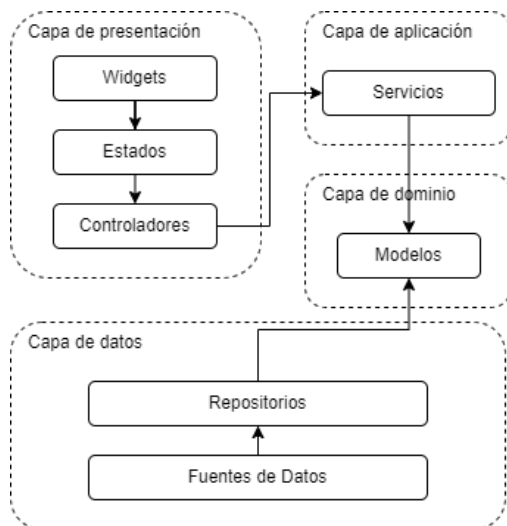 Capa de presentación
Widgets
Estados
Controladores
Capa de aplicación
Servicios
Capa de dominio
Modelos
Capa de datos
Repositorios
Fuentes de Datos